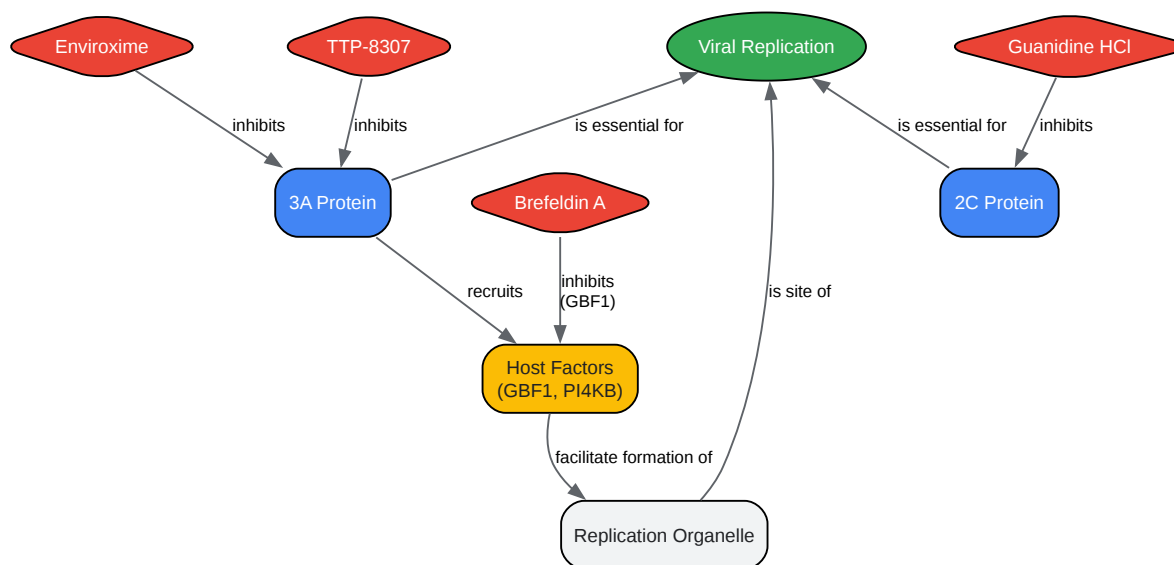 Enviroxime
TTP-8307
Viral Replication
Guanidine HCl
inhibits
inhibits
is essential for
is essential for
inhibits
3A Protein
Brefeldin A
2C Protein
recruits
inhibits
(GBF1)
is site of
Host Factors
(GBF1, PI4KB)
facilitate formation of
Replication Organelle